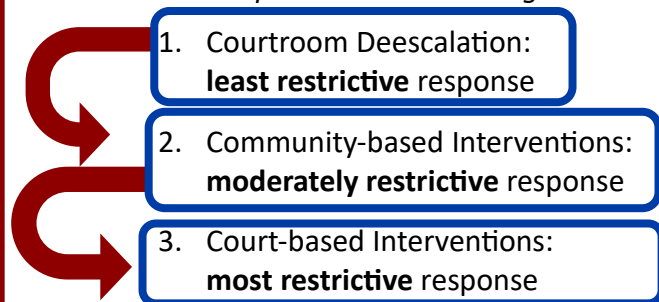 1. Courtroom Deescalation:
least restrictive response
2. Community-based Interventions:
moderately restrictive response
3. Court-based Interventions:
most restrictive response